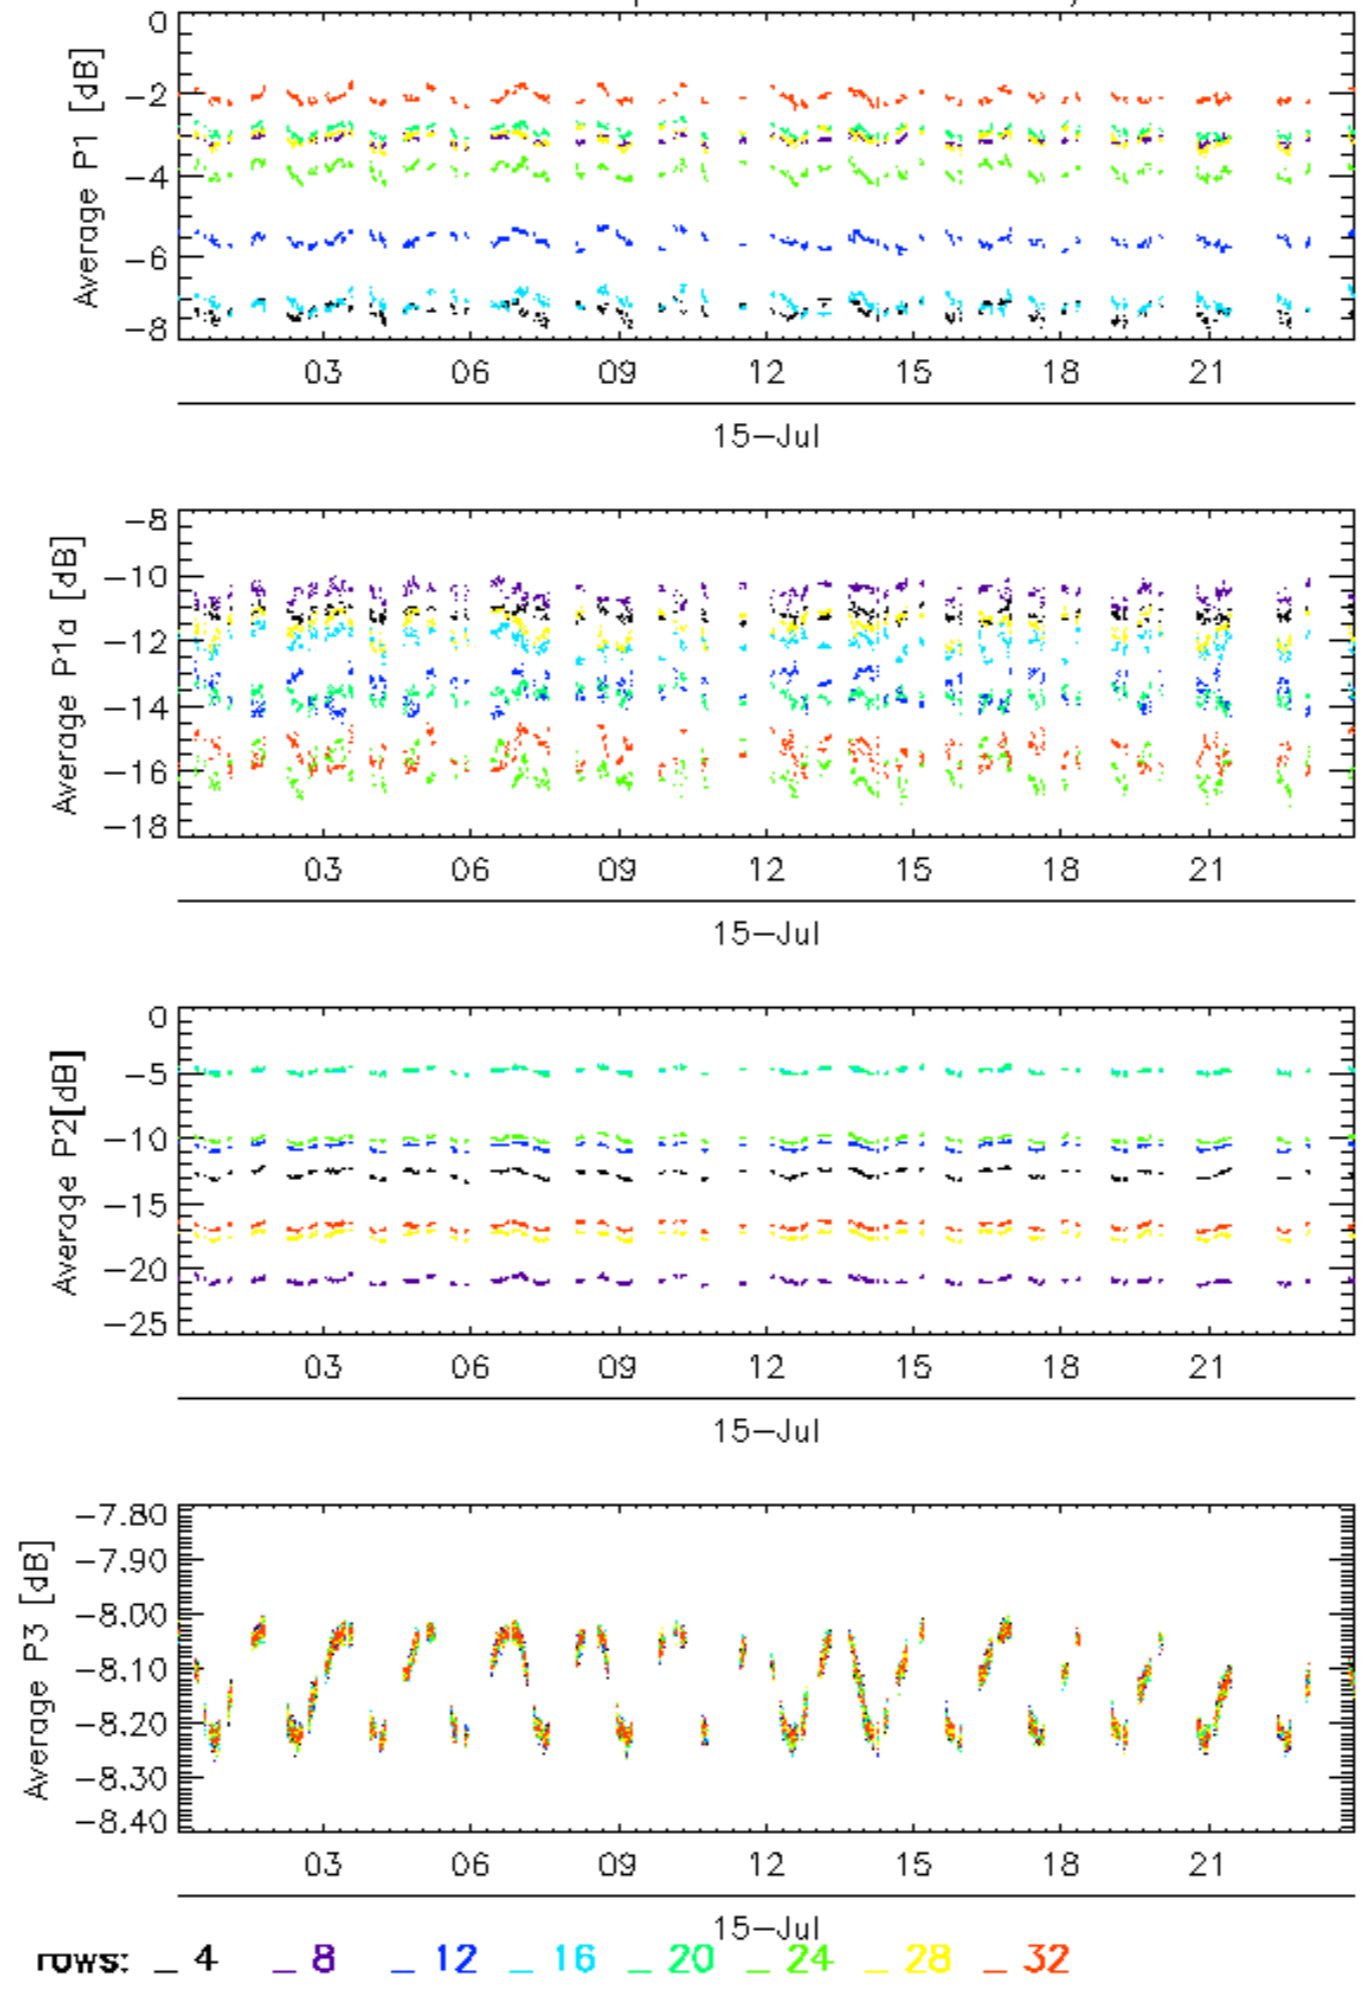 Average P1 [dB]
0
−2
−4
−6
−8
03 06 09 12 15 18 21
15−Jul
Average P1a [dB]
−8
−10
−12
−14
−16
−18
03 06 09 12 15 18 21
15−Jul
Average P2[dB]
0
−5
−10
−15
−20
−25
03 06 09 12 15 18 21
15−Jul
Average P3 [dB]
−7.80
−7.90
−8.00
−8.10
−8.20
−8.30
−8.40
03 06 09 12 15 18 21
15−Jul
rows: _ 4 _ 8 _ 12 _ 16 _ 20 _ 24 _ 28 _ 32